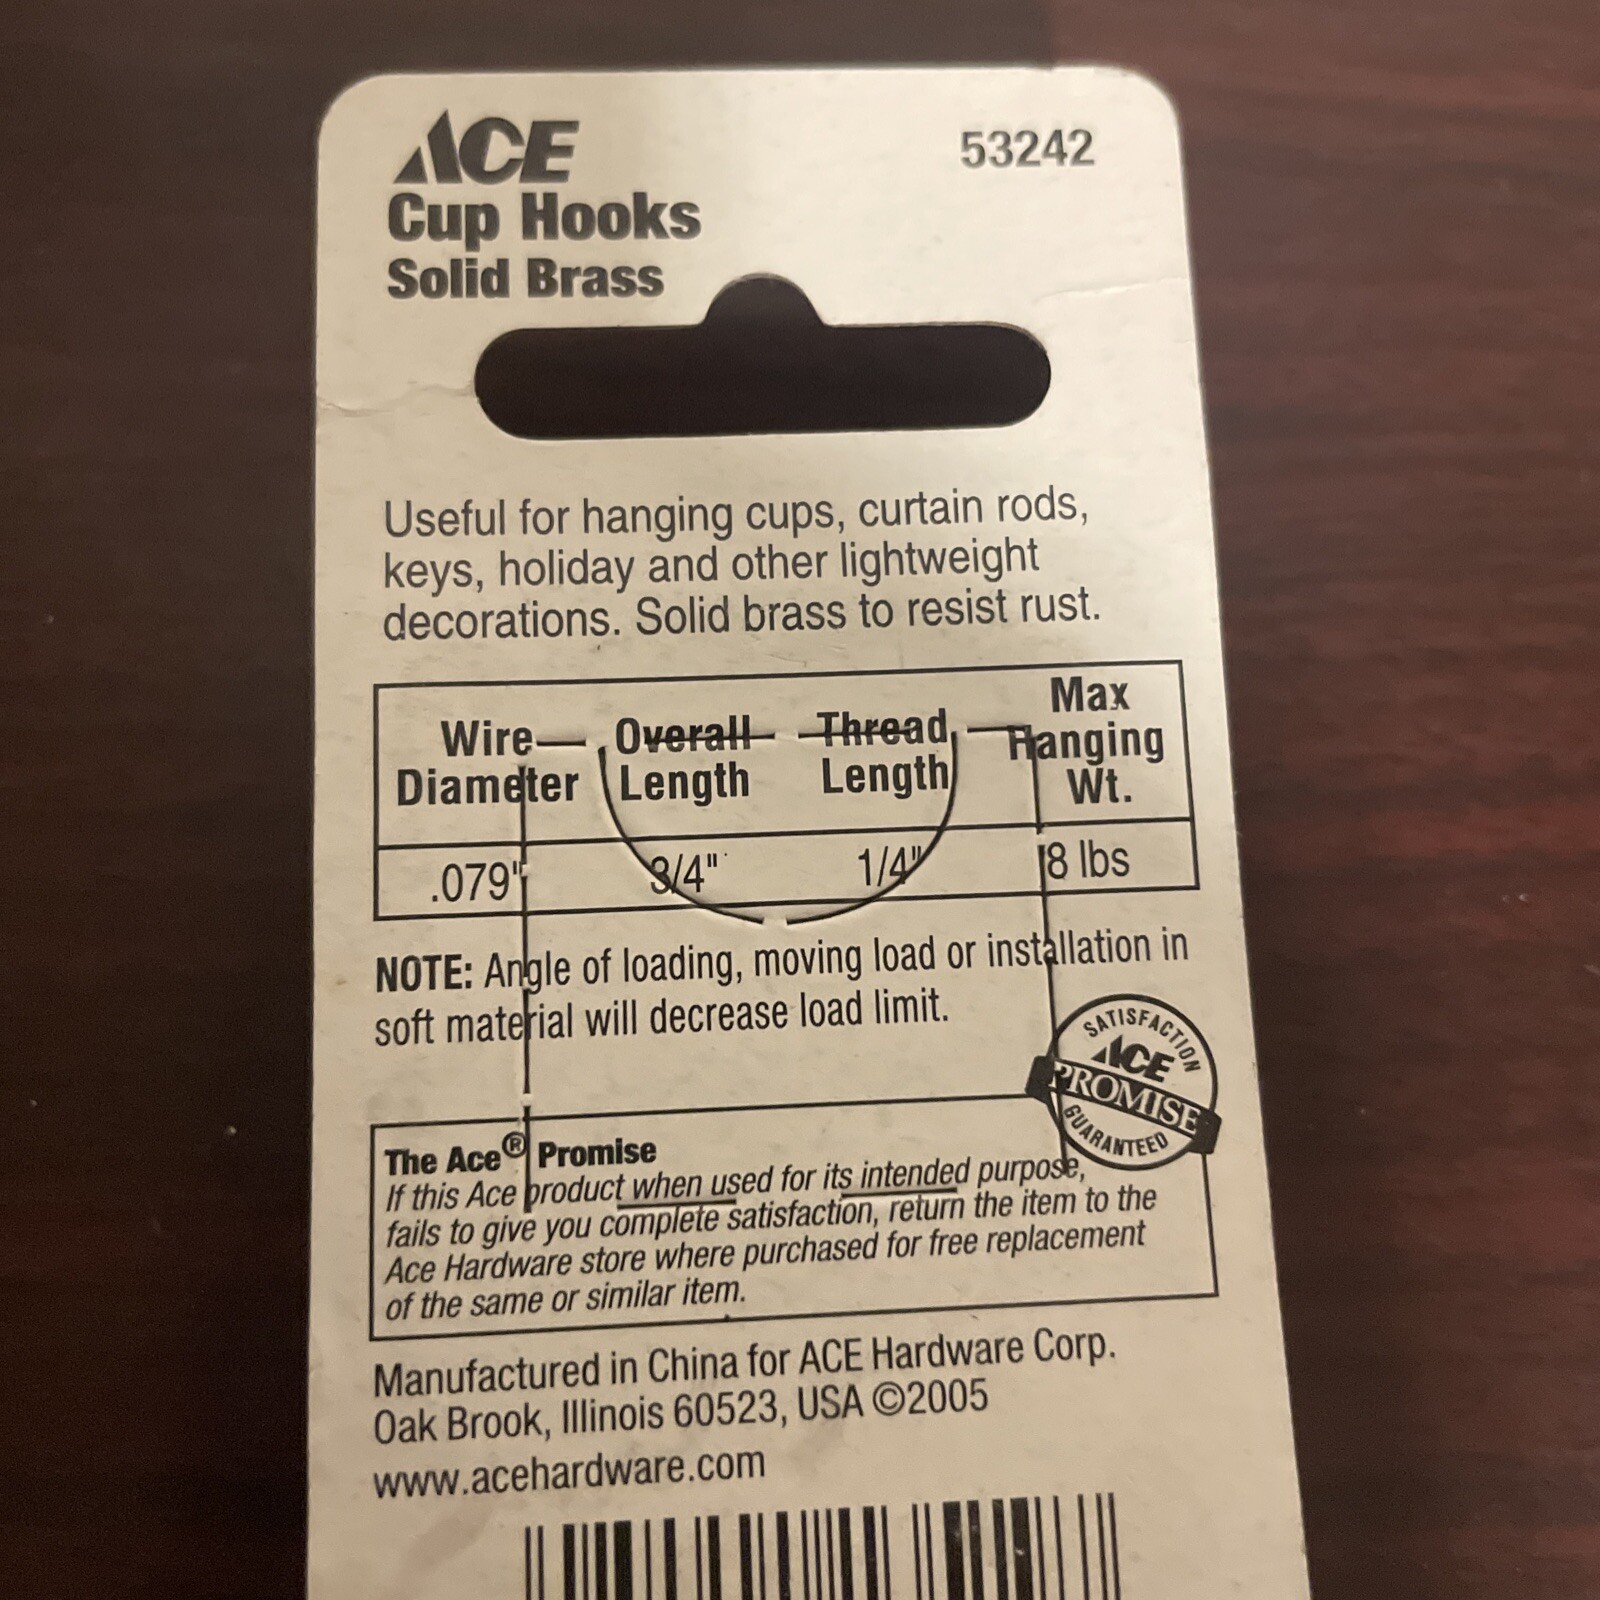 ACE
53242
Cup Hooks
Solid Brass
Useful for hanging cups, curtain rods,
keys, holiday and other lightweight
decorations. Solid brass to resist rust.
Wire Diameter
Overall Length
Thread Length
Max Hanging Wt.
.079"
3/4"
1/4"
8 lbs
NOTE: Angle of loading, moving load or installation in
soft material will decrease load limit.
SATISFACTION
ACE
PROMISE
GUARANTEED
The Ace® Promise
If this Ace product when used for its intended purpose,
fails to give you complete satisfaction, return the item to the
Ace Hardware store where purchased for free replacement
of the same or similar item.
Manufactured in China for ACE Hardware Corp.
Oak Brook, Illinois 60523, USA ©2005
www.acehardware.com